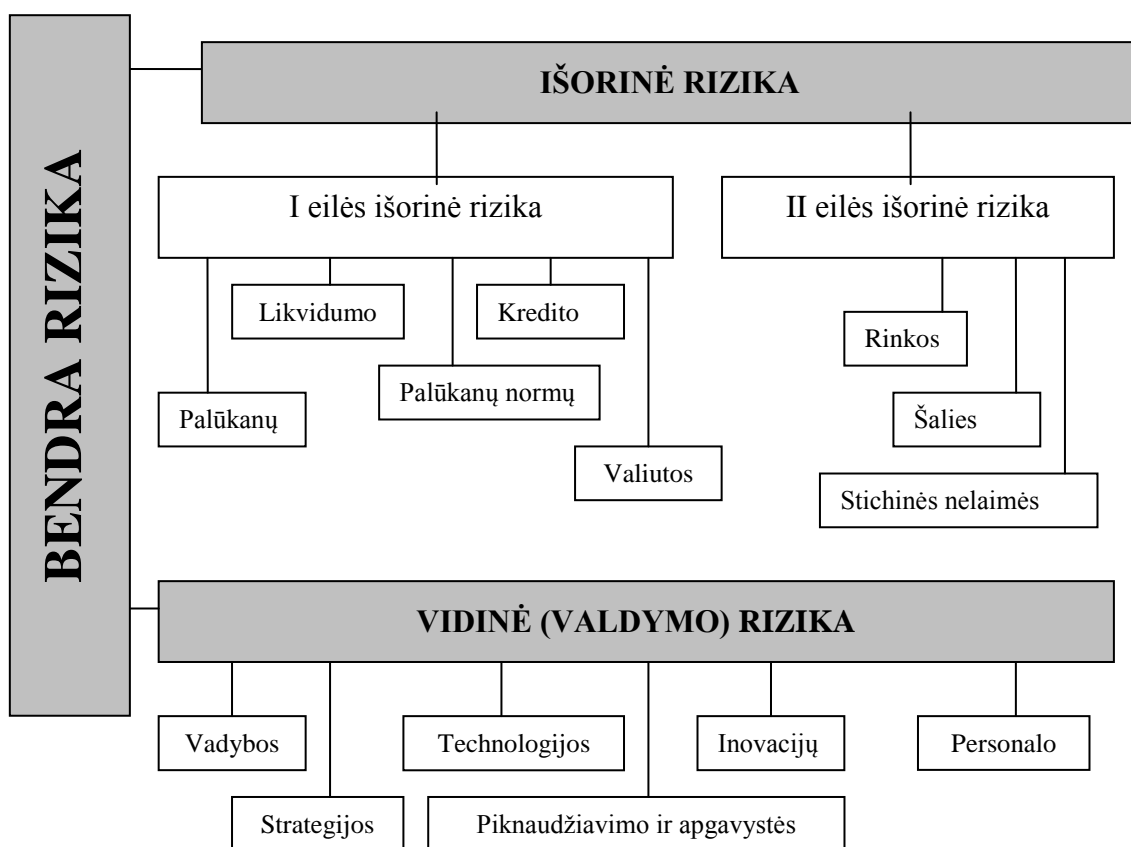 BENDRA RIZIKA
IŠORINĖ RIZIKA
I eilės išorinė rizika
II eilės išorinė rizika
Likvidumo
Kredito
Rinkos
Palūkanų
Palūkanų normų
Šalies
Valiutos
Stichinės nelaimės
VIDINĖ (VALDYMO) RIZIKA
Vadybos
Technologijos
Inovacijų
Personalo
Strategijos
Piknaudžiavimo ir apgavystės